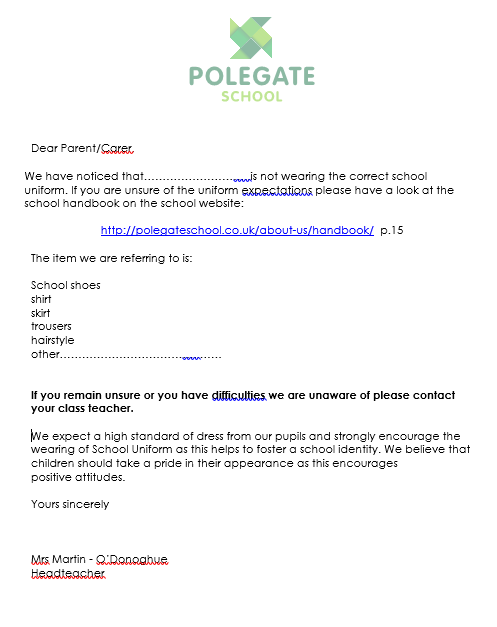 POLEGATE
SCHOOL
Dear Parent/Carer
We have noticed that……………………….....is not wearing the correct school
uniform. If you are unsure of the uniform expectations please have a look at the
school handbook on the school website:
http://polegateschool.co.uk/about-us/handbook/ p.15
The item we are referring to is:
School shoes
shirt
skirt
trousers
hairstyle
other……………………………….....……
If you remain unsure or you have difficulties we are unaware of please contact
your class teacher.
We expect a high standard of dress from our pupils and strongly encourage the
wearing of School Uniform as this helps to foster a school identity. We believe that
children should take a pride in their appearance as this encourages
positive attitudes.
Yours sincerely
Mrs Martin - O'Donoghue
Headteacher